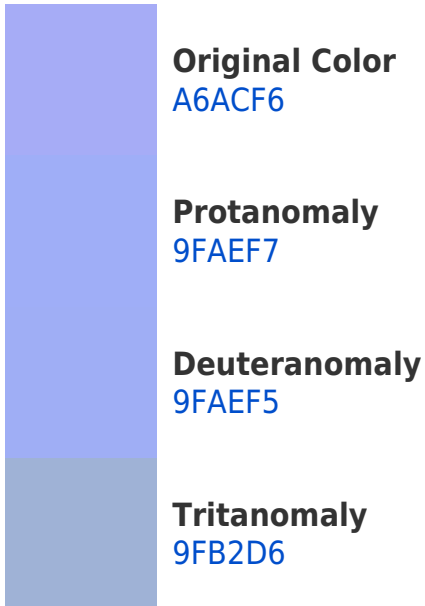 Original Color
A6ACF6
Protanomaly
9FAEF7
Deuteranomaly
9FAEF5
Tritanomaly
9FB2D6